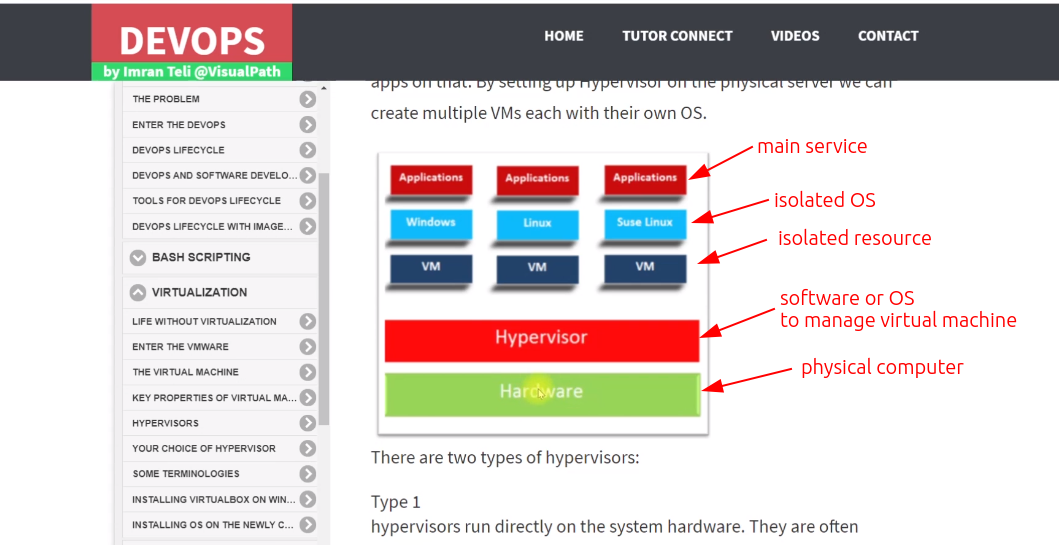 DEVOPS
by Imran Teli @VisualPath
HOME
TUTOR CONNECT
VIDEOS
CONTACT
THE PROBLEM
ENTER THE DEVOPS
DEVOPS LIFECYCLE
DEVOPS AND SOFTWARE DEVELO...
TOOLS FOR DEVOPS LIFECYCLE
DEVOPS LIFECYCLE WITH IMAGE...
BASH SCRIPTING
VIRTUALIZATION
LIFE WITHOUT VIRTUALIZATION
ENTER THE VMWARE
THE VIRTUAL MACHINE
KEY PROPERTIES OF VIRTUAL MA...
HYPERVISORS
YOUR CHOICE OF HYPERVISOR
SOME TERMINOLOGIES
INSTALLING VIRTUALBOX ON WIN...
INSTALLING OS ON THE NEWLY C...
apps on that. By setting up Hypervisor on the physical server we can
create multiple VMs each with their own OS.
Applications
Applications
Applications
main service
Windows
Linux
Suse Linux
isolated OS
VM
VM
VM
isolated resource
Hypervisor
software or OS
to manage virtual machine
Hardware
physical computer
There are two types of hypervisors:
Type 1
hypervisors run directly on the system hardware. They are often